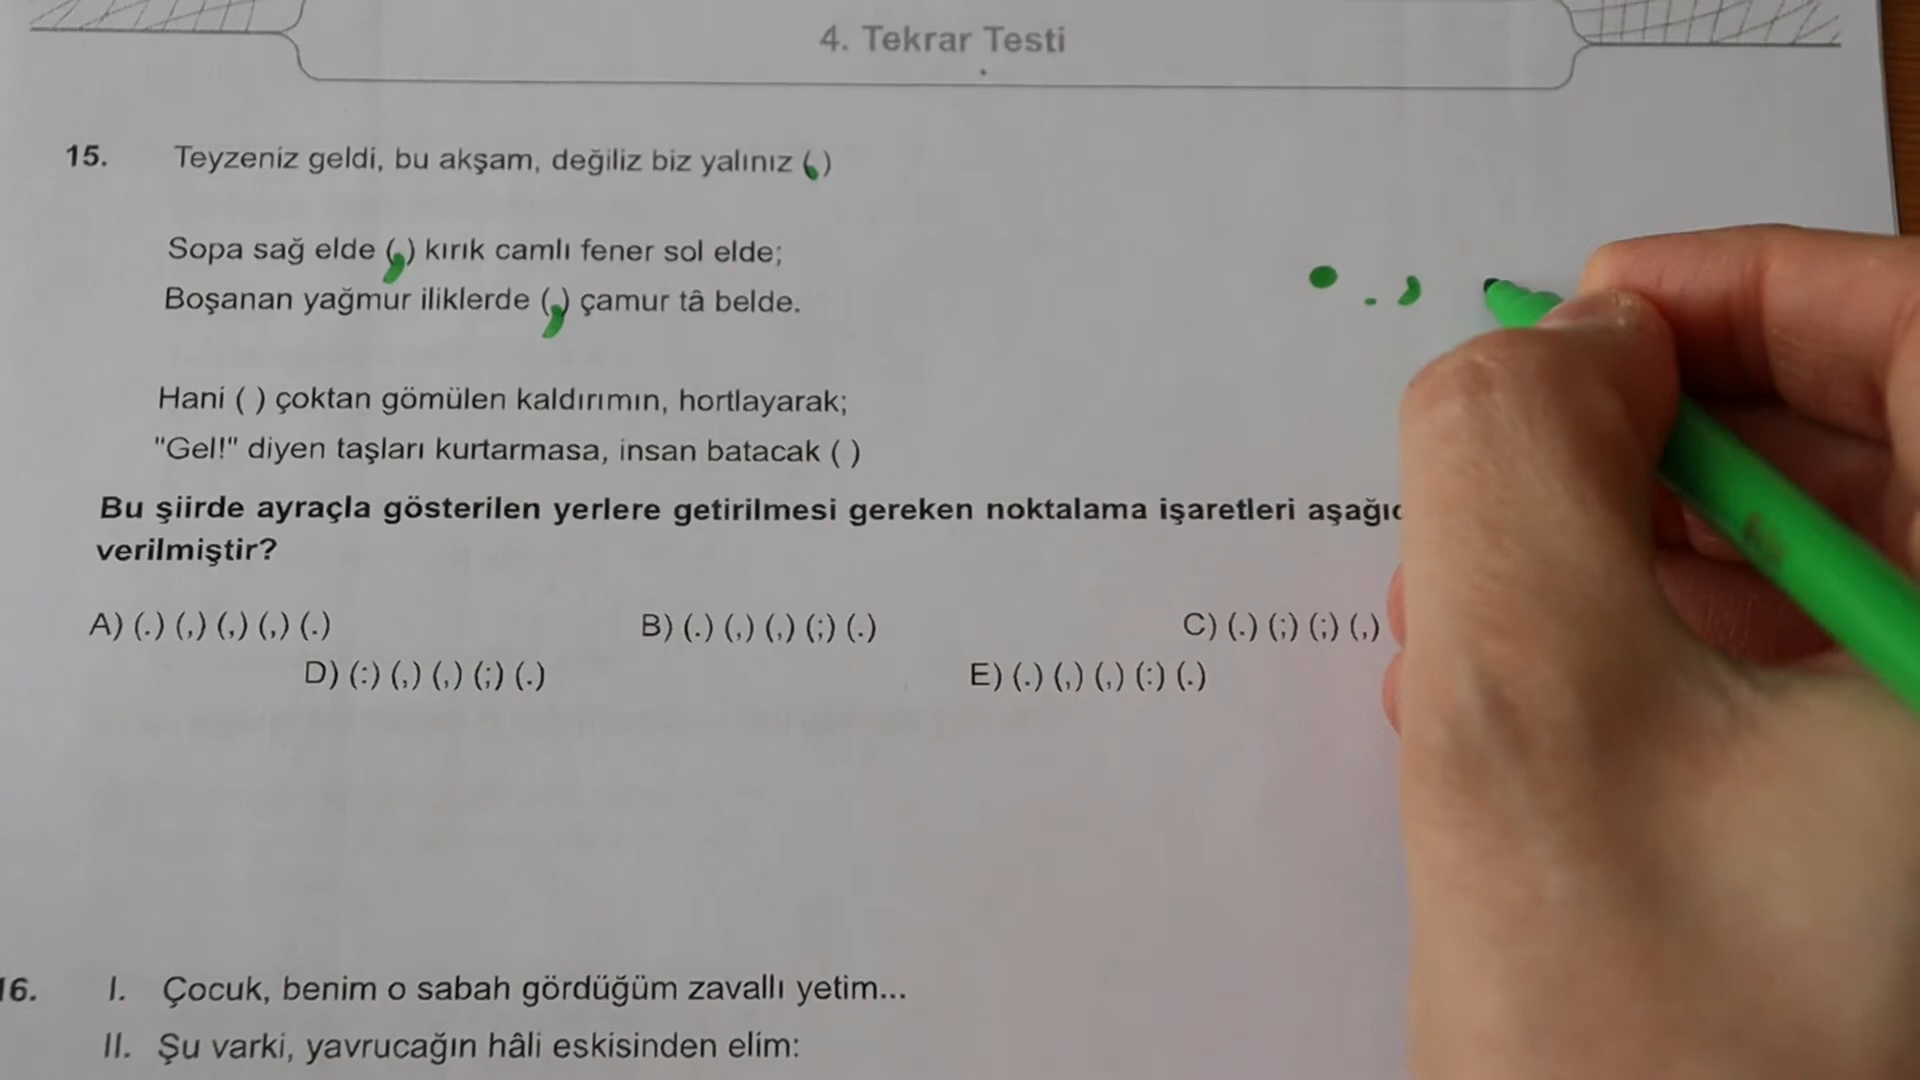 4. Tekrar Testi
15. Teyzeniz geldi, bu akşam, değiliz biz yalınız (.)
Sopa sağ elde (,) kırık camlı fener sol elde;
Boşanan yağmur iliklerde (,) çamur tâ belde.
Hani ( ) çoktan gömülen kaldırımın, hortlayarak;
"Gel!" diyen taşları kurtarmasa, insan batacak ( )
Bu şiirde ayraçla gösterilen yerlere getirilmesi gereken noktalama işaretleri
verilmiştir?
A) (.) (,) (,) (,) (.) B) (.) (,) (,) (;) (.) C) (.) (;) (;) (,)
D) (:) (,) (,) (;) (.) E) (.) (,) (,) (:) (.)
16. I. Çocuk, benim o sabah gördüğüm zavallı yetim...
II. Şu varki, yavrucağın hâli eskisinden elim: